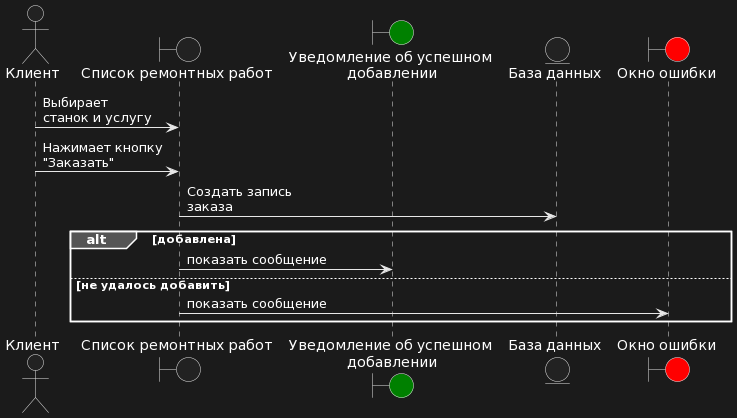 Клиент
Список ремонтных работ
Уведомление об успешном
добавлении
База данных
Окно ошибки
Выбирает
станок и услугу
Нажимает кнопку
"Заказать"
Создать запись
заказа
alt
[добавлена]
показать сообщение
[не удалось добавить]
показать сообщение
Клиент
Список ремонтных работ
Уведомление об успешном
добавлении
База данных
Окно ошибки